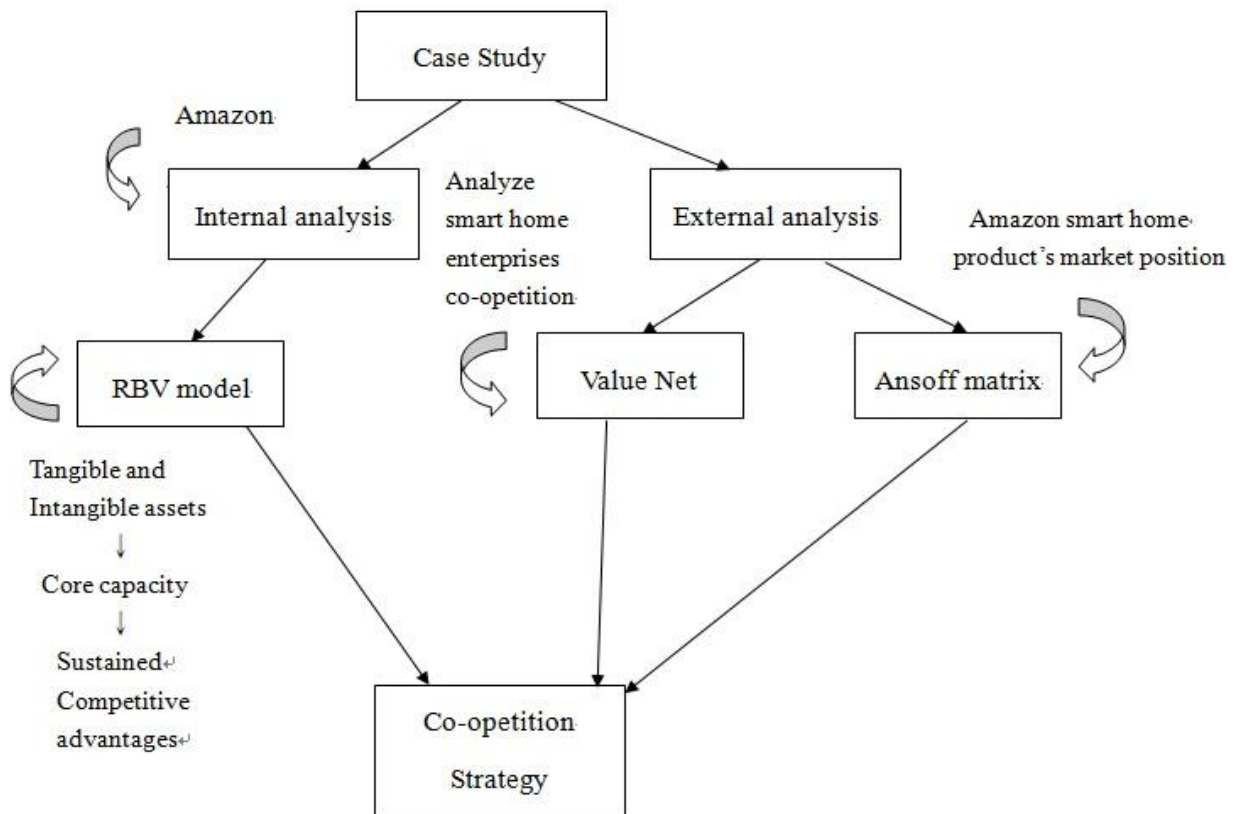 Case Study
Amazon
Internal analysis
Analyze
smart home
enterprises
co-opetition
External analysis
Amazon smart home
product’s market position
RBV model
Value Net
Ansoff matrix
Tangible and
Intangible assets
↓
Core capacity
↓
Sustained↵
Competitive
advantages↵
Co-opetition
Strategy